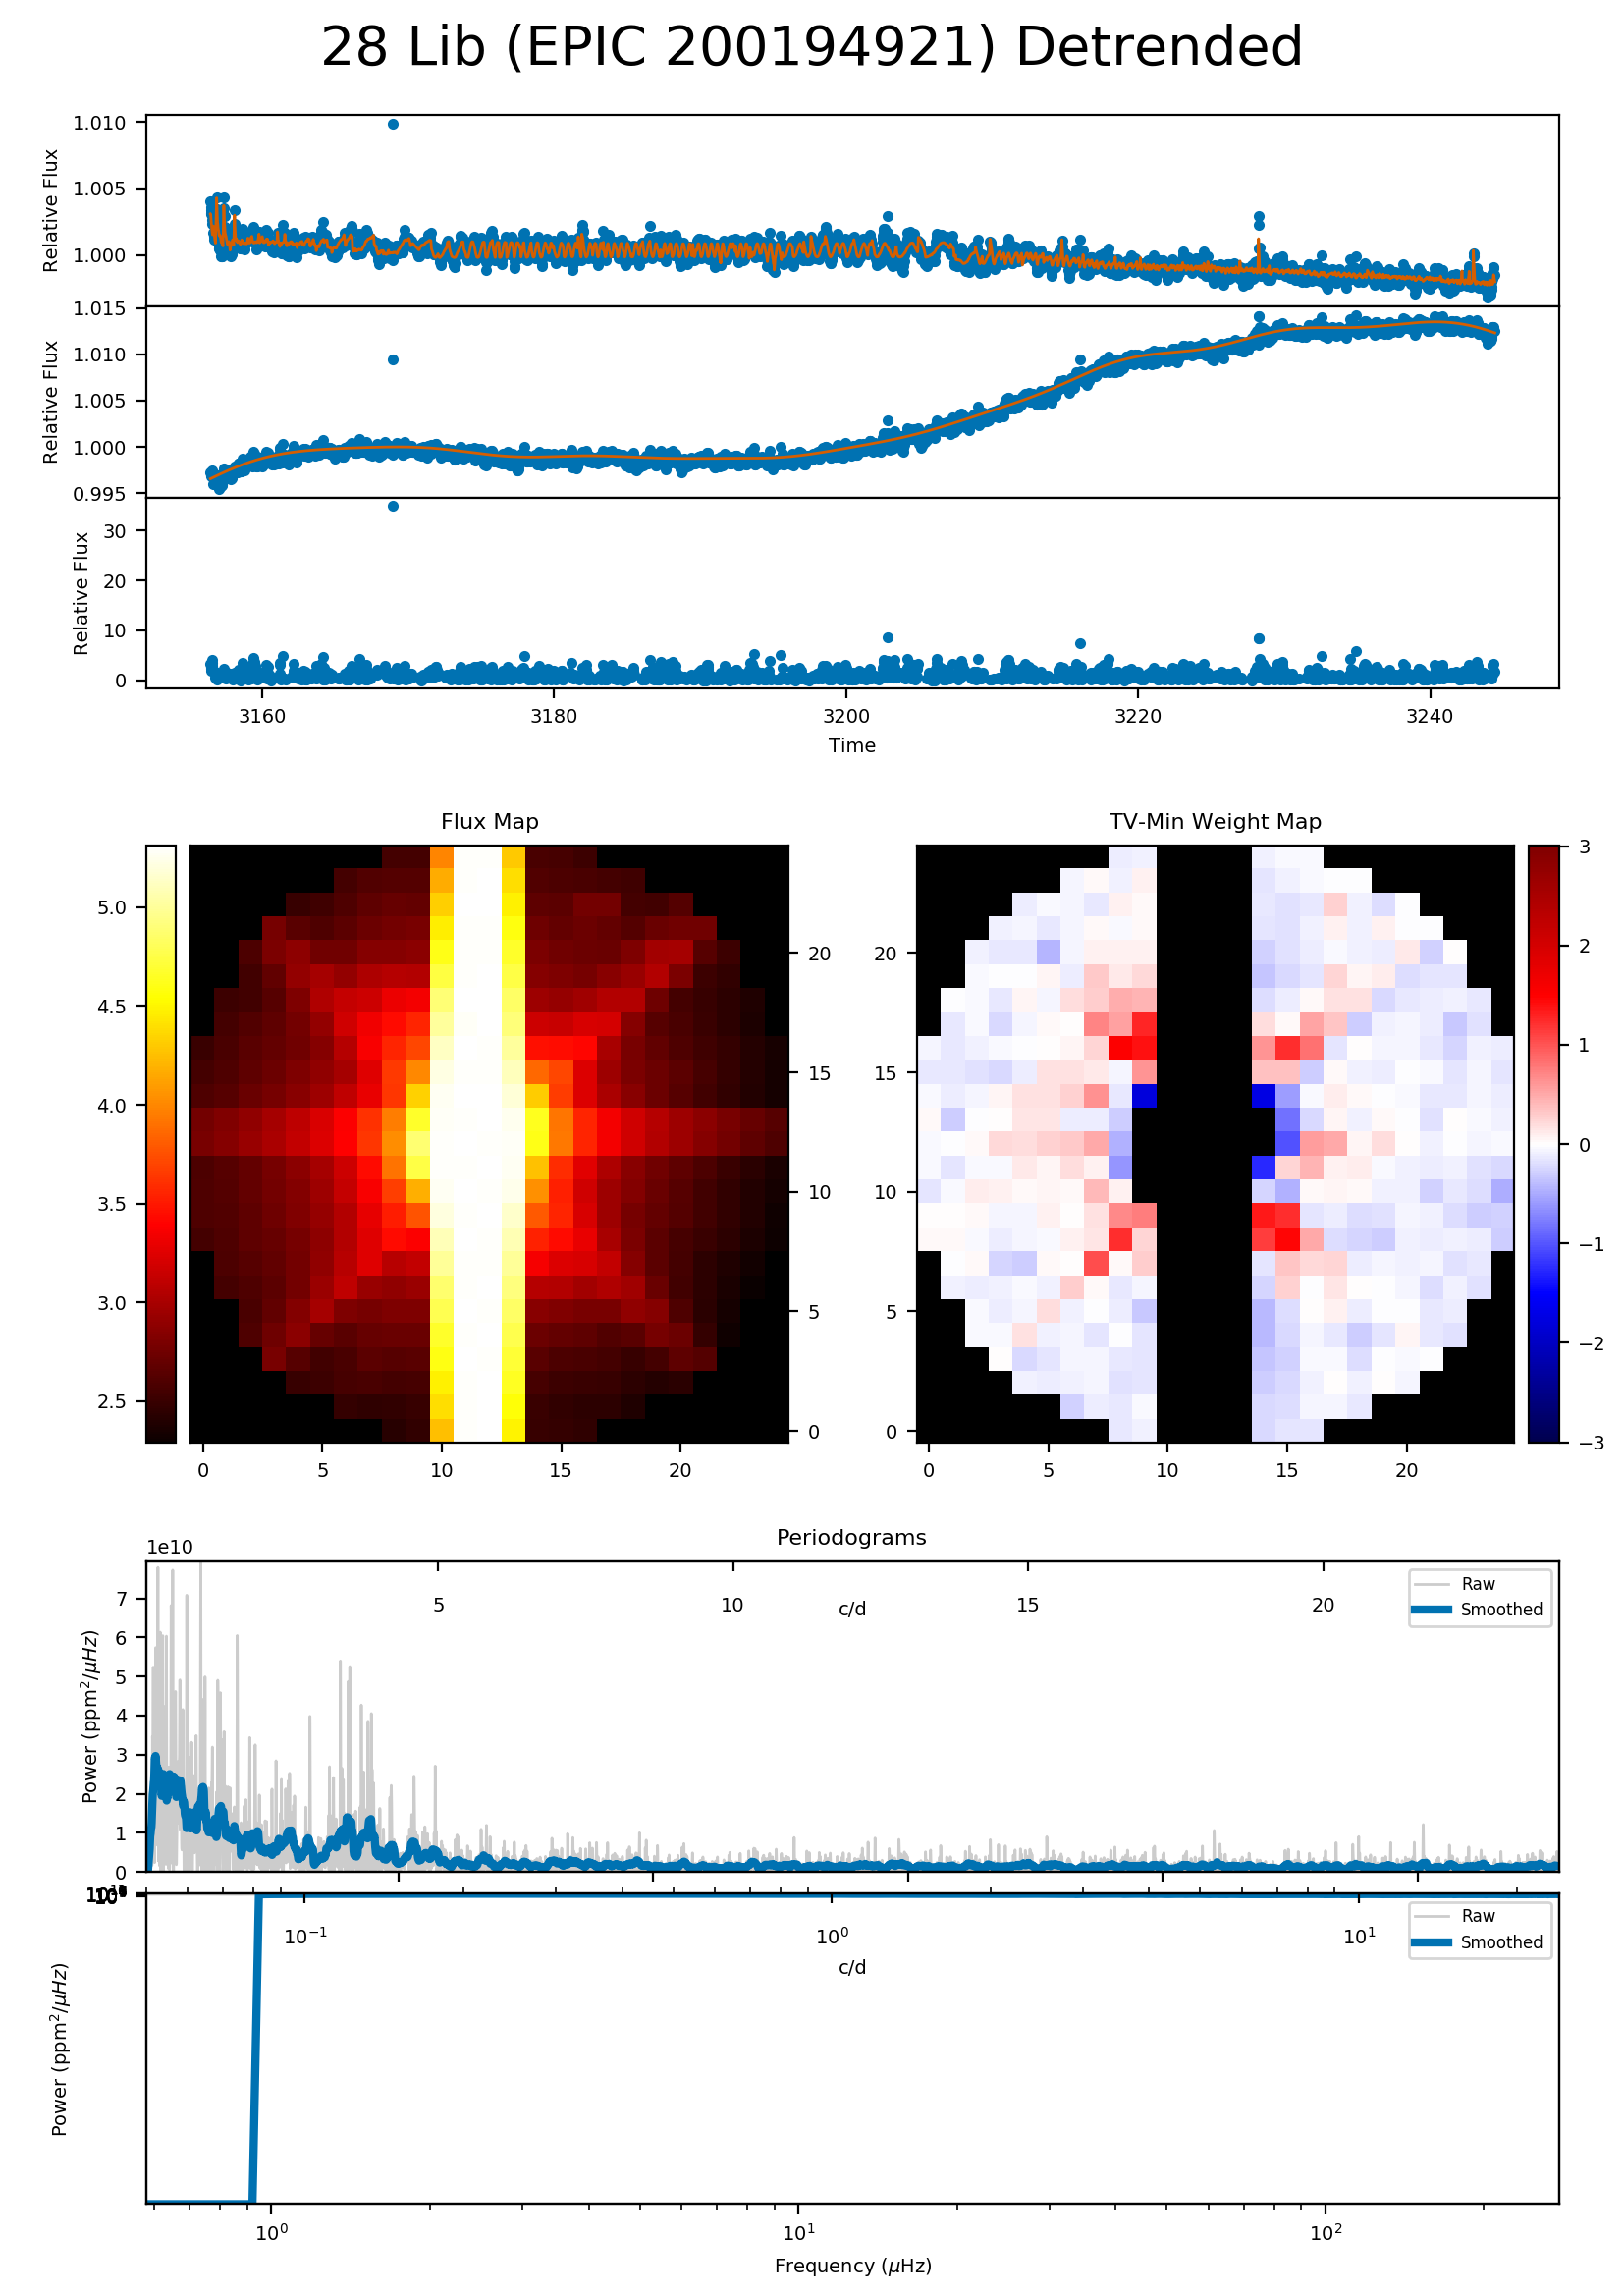 28 Lib (EPIC 200194921) Detrended
1.010
1.005
1.000
Relative Flux
1.015
1.010
1.005
1.000
0.995
Relative Flux
30
20
10
0
Relative Flux
3160 3180 3200 3220 3240
Time
Flux Map
5.0
4.5
4.0
3.5
3.0
2.5
20
15
10
5
0
0 5 10 15 20
TV-Min Weight Map
20
15
10
5
0
0 5 10 15 20
3
2
1
0
−1
−2
−3
Periodograms
1e10
7
6
5
4
3
2
1
0
Power (ppm²/μHz)
5 10 15 20
c/d
Raw
Smoothed
10⁻¹ 10⁰ 10¹
c/d
Raw
Smoothed
Power (ppm²/μHz)
10⁰ 10¹ 10²
Frequency (μHz)